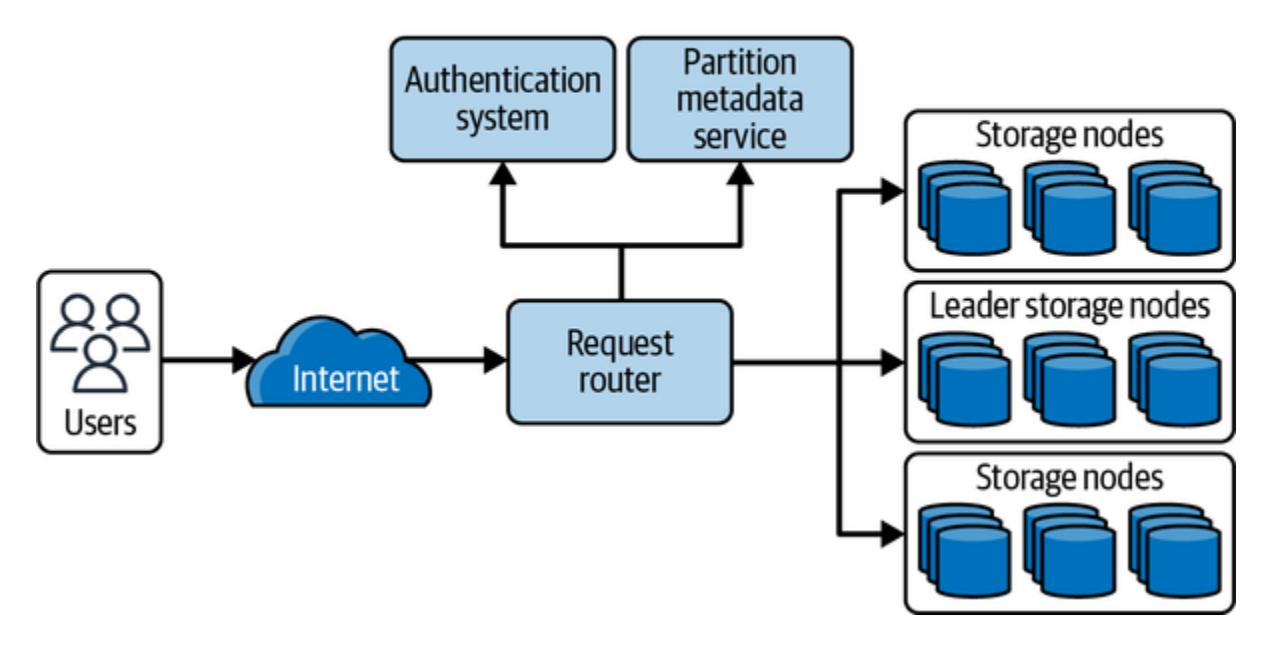 Authentication
system
Partition
metadata
service
Storage nodes
Leader storage nodes
Users
Internet
Request
router
Storage nodes